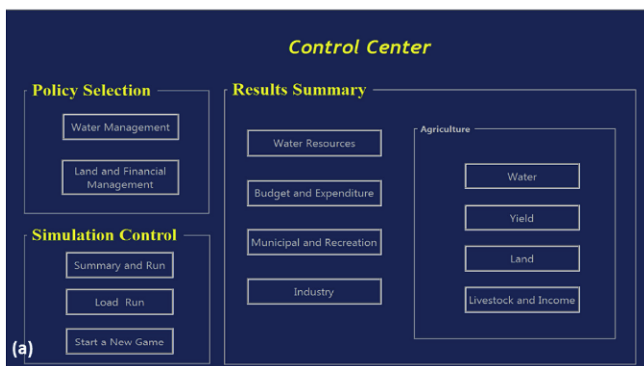 Control Center
Policy Selection
Water Management
Land and Financial
Management
Simulation Control
Summary and Run
Load Run
Start a New Game
(a)
Results Summary
Water Resources
Budget and Expenditure
Municipal and Recreation
Industry
Agriculture
Water
Yield
Land
Livestock and Income